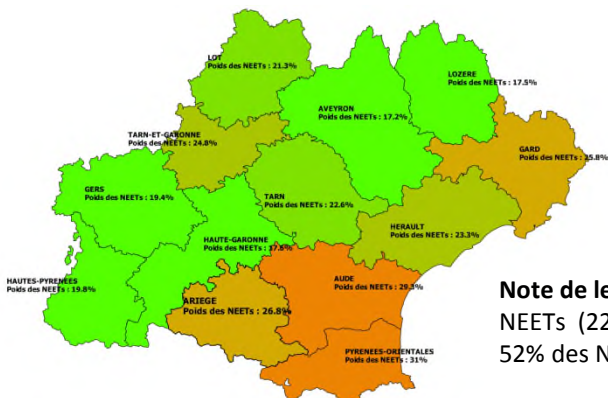 LOT
Poids des NEETs : 21.3%
LOZERE
Poids des NEETs : 17.5%
AVEYRON
Poids des NEETs : 17.2%
TARN-ET-GARONNE
Poids des NEETs : 24.8%
GARD
Poids des NEETs : 25.8%
GERS
Poids des NEETs : 19.4%
TARN
Poids des NEETs : 22.6%
HERAULT
Poids des NEETs : 23.3%
HAUTE-GARONNE
Poids des NEETs : 17.6%
HAUTES-PYRENEES
Poids des NEETs : 19.8%
AUDE
Poids des NEETs : 29.3%
ARIEGE
Poids des NEETs : 26.8%
PYRENEES-ORIENTALES
Poids des NEETs : 31%
Note de le
NEETs (22
52% des N